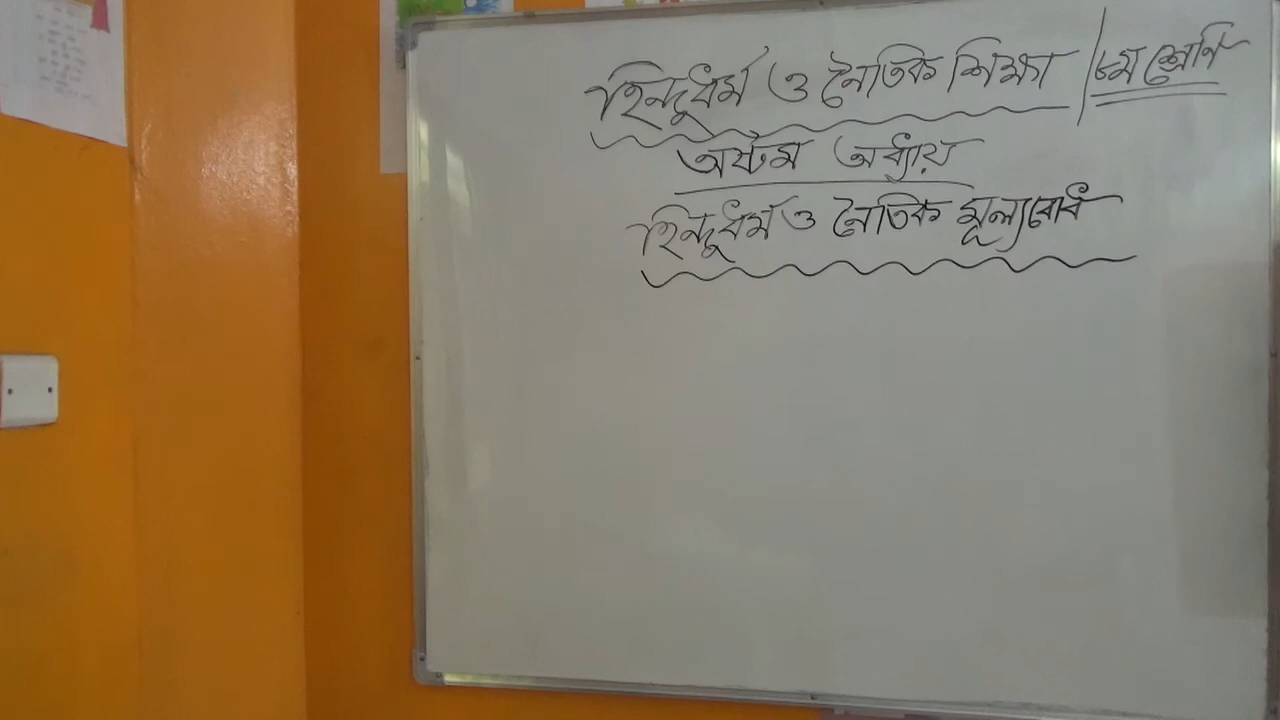 হিন্দুধর্ম ও নৈতিক শিক্ষা / ৮ম শ্রেণি
অষ্টম অধ্যায়
হিন্দুধর্ম ও নৈতিক মূল্যবোধ